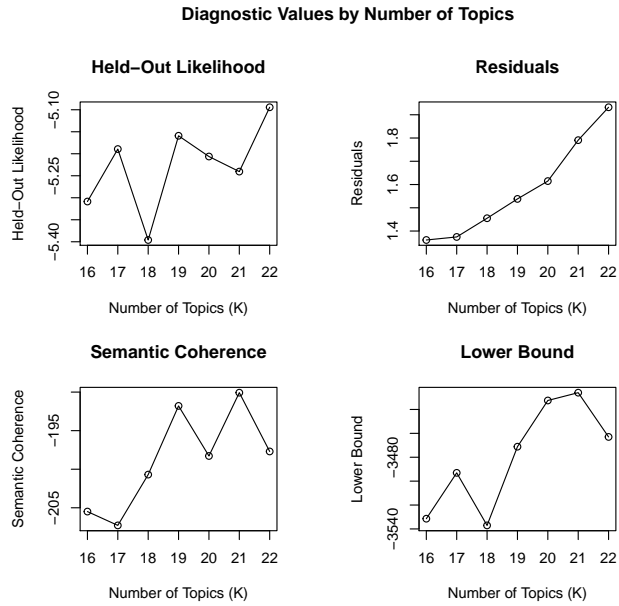 Diagnostic Values by Number of Topics
Held−Out Likelihood
Held−Out Likelihood
−5.10
−5.25
−5.40
16 17 18 19 20 21 22
Number of Topics (K)
Residuals
Residuals
1.8
1.6
1.4
16 17 18 19 20 21 22
Number of Topics (K)
Semantic Coherence
Semantic Coherence
−195
−205
16 17 18 19 20 21 22
Number of Topics (K)
Lower Bound
Lower Bound
−3480
−3540
16 17 18 19 20 21 22
Number of Topics (K)